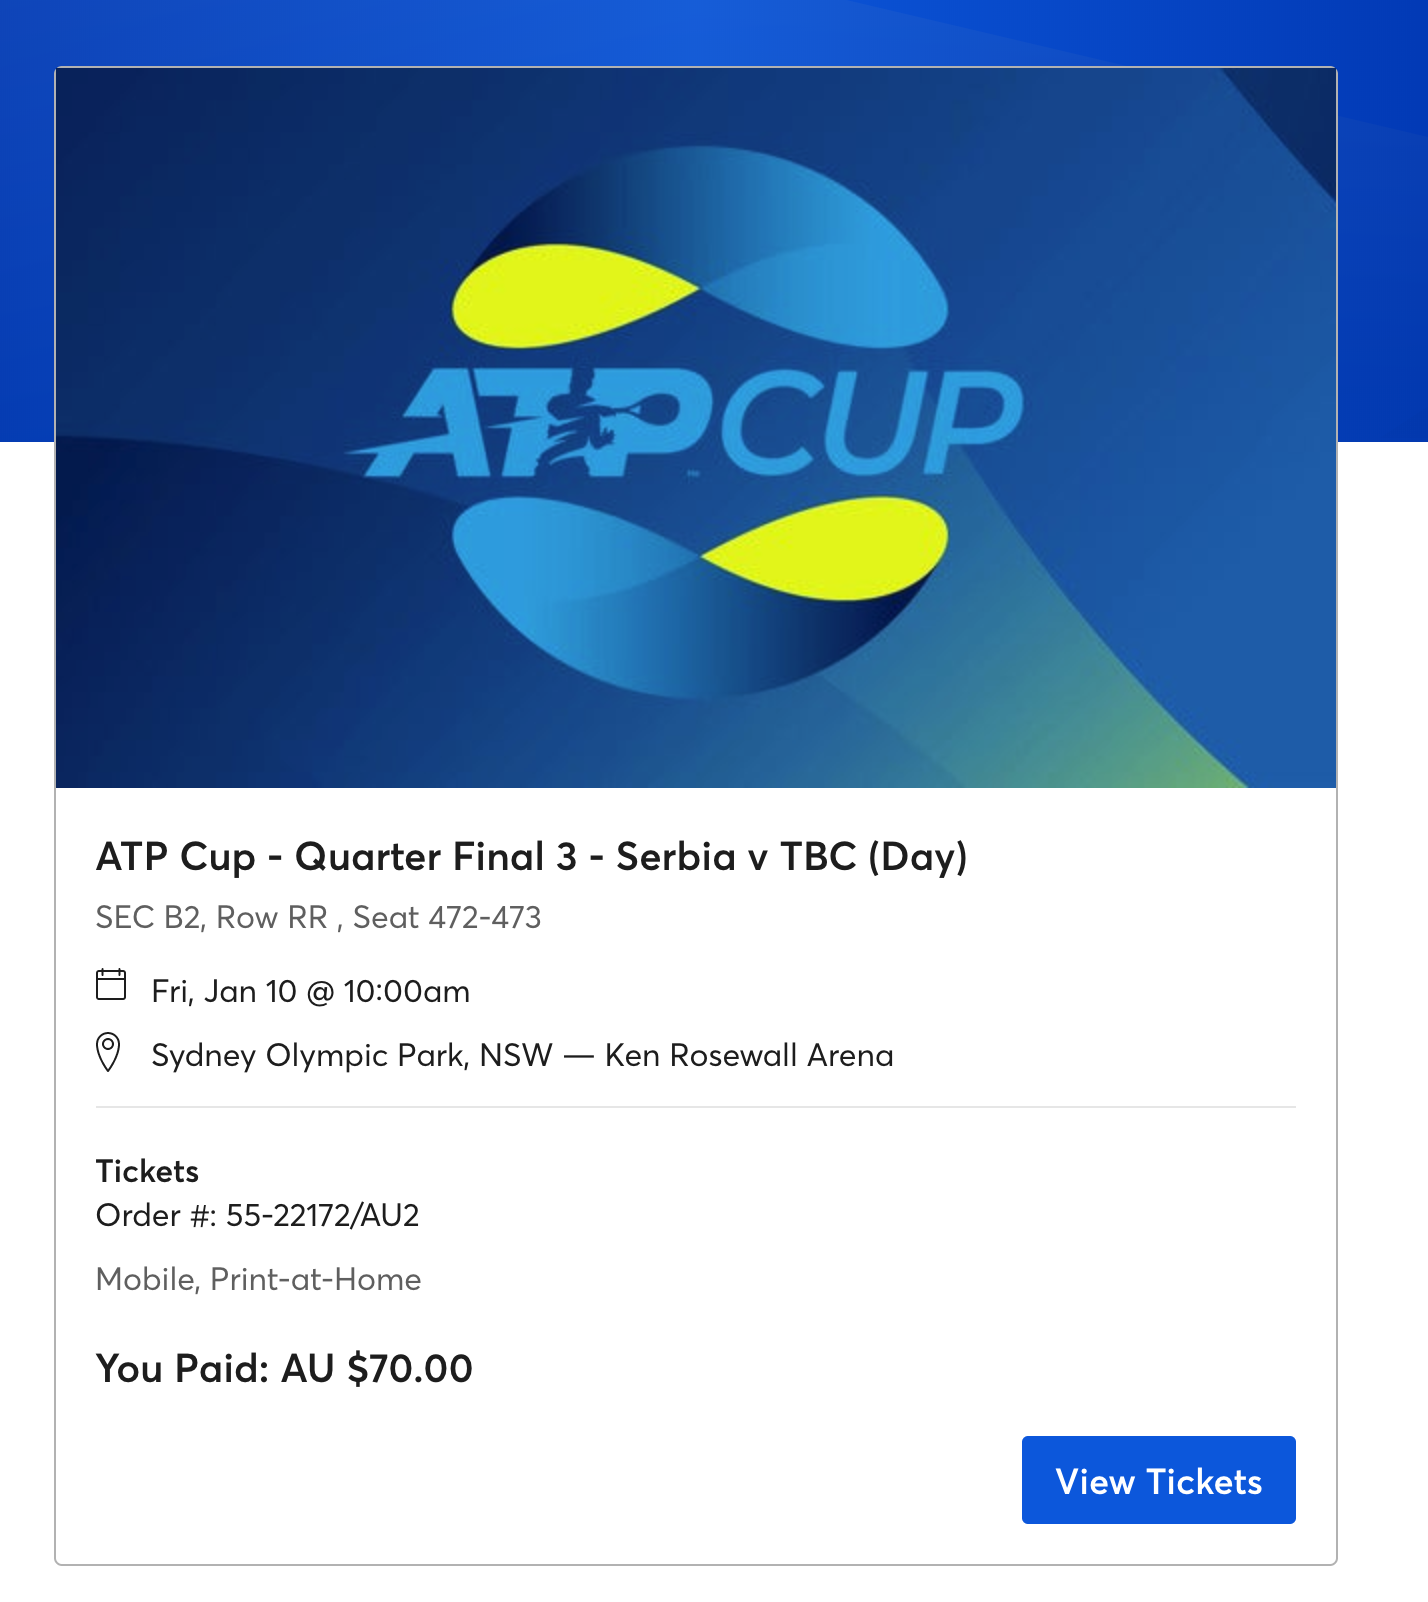 ATP CUP
ATP Cup - Quarter Final 3 - Serbia v TBC (Day)
SEC B2, Row RR , Seat 472-473
Fri, Jan 10 @ 10:00am
Sydney Olympic Park, NSW — Ken Rosewall Arena
Tickets
Order #: 55-22172/AU2
Mobile, Print-at-Home
You Paid: AU $70.00
View Tickets